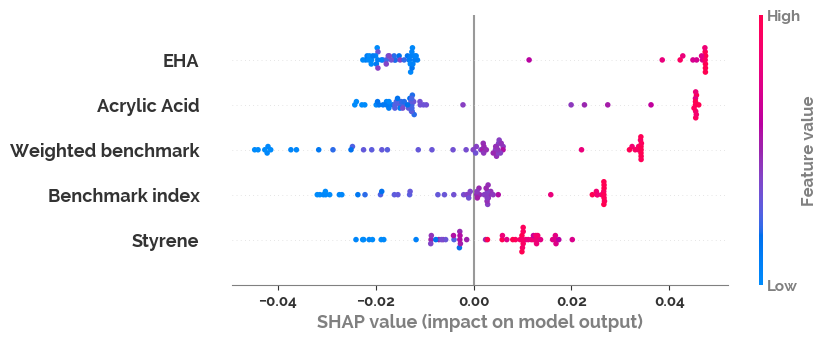 High
EHA
Acrylic Acid
Weighted benchmark
Benchmark index
Styrene
Feature value
Low
−0.04 −0.02 0.00 0.02 0.04
SHAP value (impact on model output)